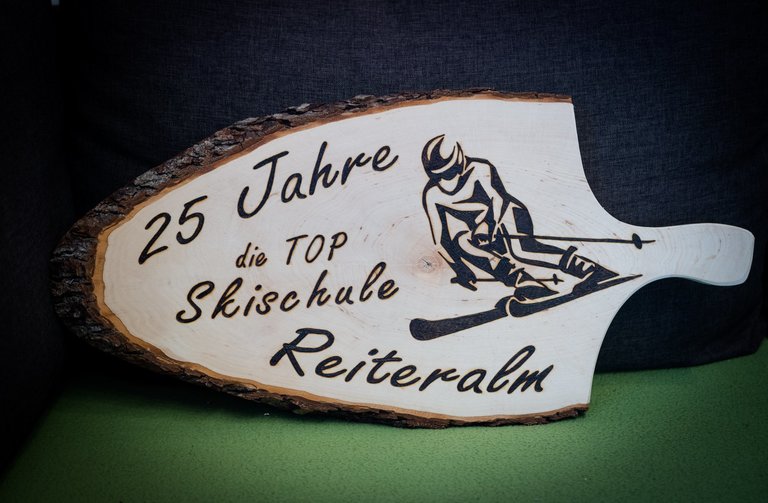 25 Jahre
die TOP
Skischule
Reiteralm